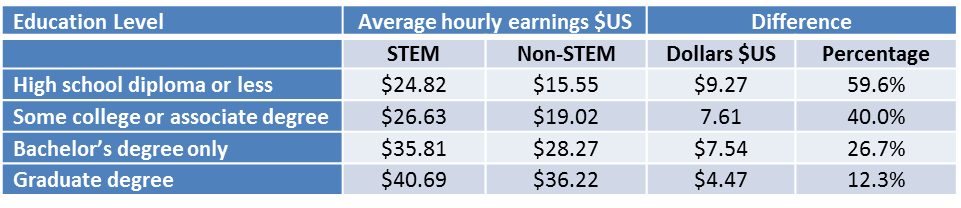 Education Level Average hourly earnings $US Difference
STEM Non-STEM Dollars $US Percentage
High school diploma or less $24.82 $15.55 $9.27 59.6%
Some college or associate degree $26.63 $19.02 7.61 40.0%
Bachelor's degree only $35.81 $28.27 $7.54 26.7%
Graduate degree $40.69 $36.22 $4.47 12.3%